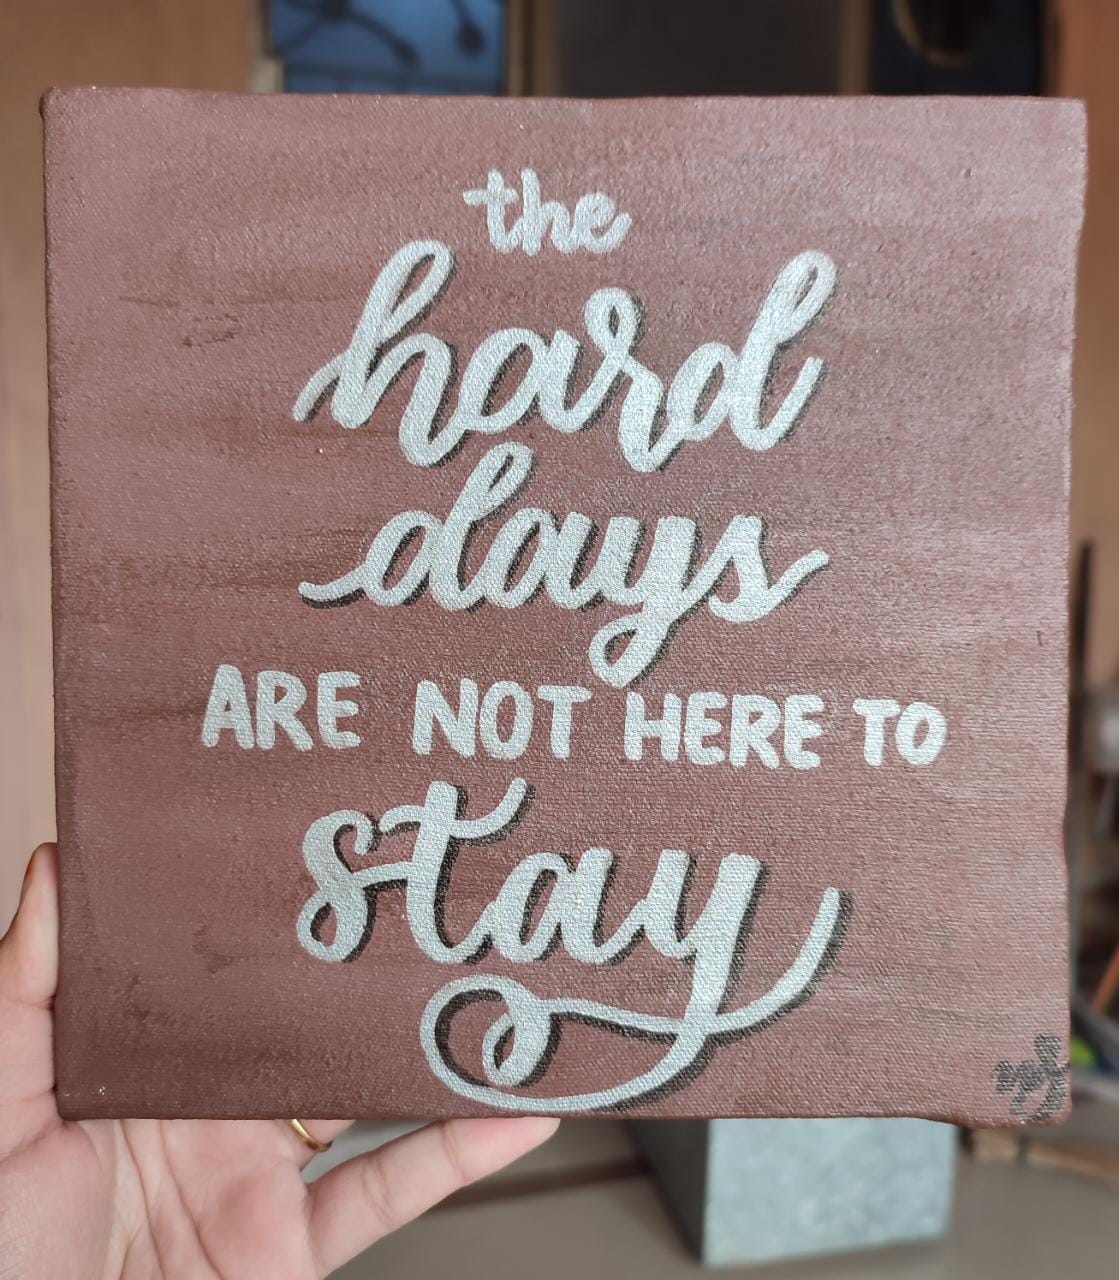 the
hard
days
ARE NOT HERE TO
stay